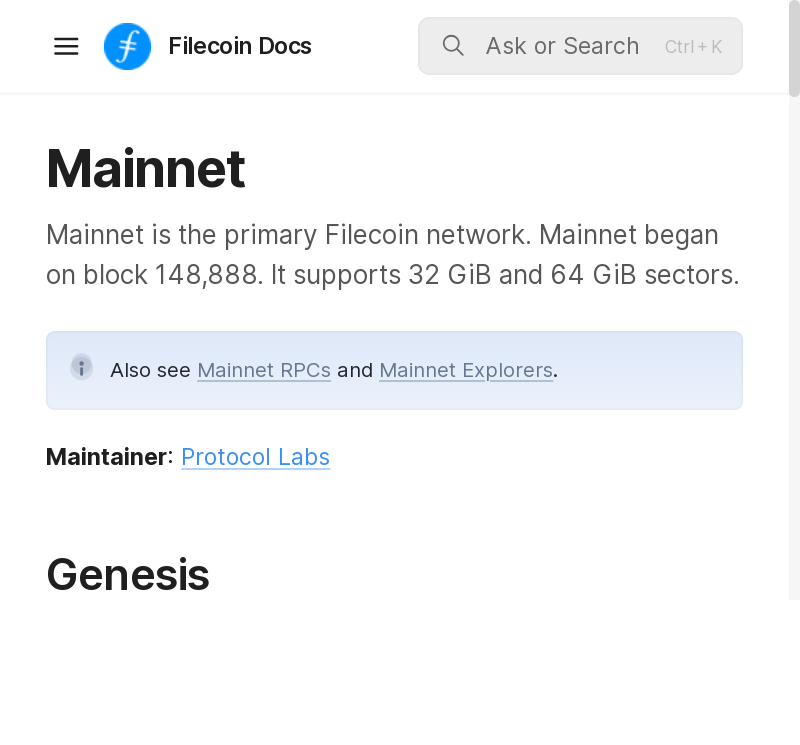 Filecoin Docs
Ask or Search
Ctrl + K
Mainnet
Mainnet is the primary Filecoin network. Mainnet began
on block 148,888. It supports 32 GiB and 64 GiB sectors.
Also see Mainnet RPCs and Mainnet Explorers.
Maintainer: Protocol Labs
Genesis